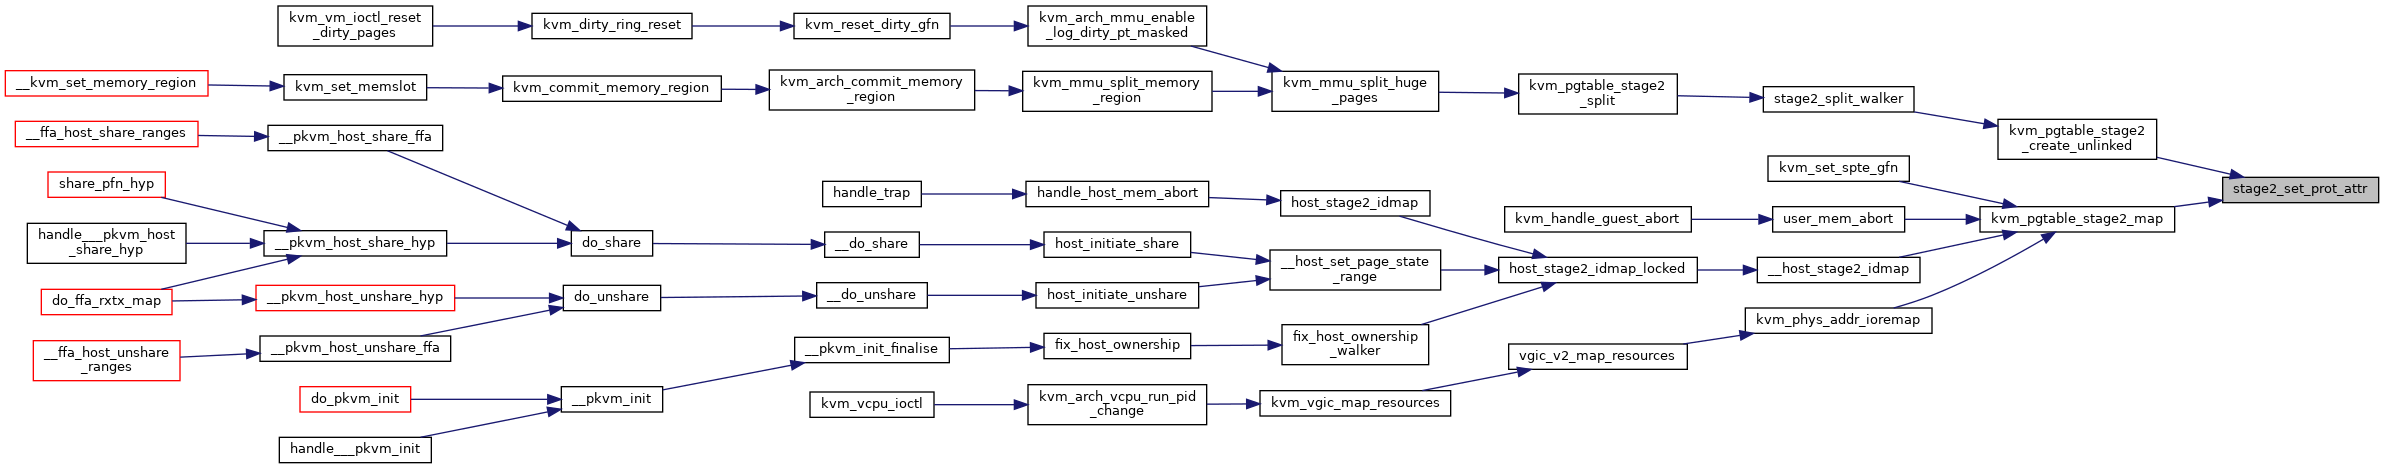 kvm_vm_ioctl_reset
_dirty_pages
kvm_dirty_ring_reset
kvm_reset_dirty_gfn
kvm_arch_mmu_enable
_log_dirty_pt_masked
__kvm_set_memory_region
kvm_set_memslot
kvm_commit_memory_region
kvm_arch_commit_memory
_region
kvm_mmu_split_memory
_region
kvm_mmu_split_huge
_pages
kvm_pgtable_stage2
_split
stage2_split_walker
kvm_pgtable_stage2
_create_unlinked
__ffa_host_share_ranges
__pkvm_host_share_ffa
kvm_set_spte_gfn
stage2_set_prot_attr
share_pfn_hyp
handle_trap
handle_host_mem_abort
host_stage2_idmap
kvm_handle_guest_abort
user_mem_abort
kvm_pgtable_stage2_map
handle___pkvm_host
_share_hyp
__pkvm_host_share_hyp
do_share
__do_share
host_initiate_share
__host_set_page_state
_range
host_stage2_idmap_locked
__host_stage2_idmap
do_ffa_rxtx_map
__pkvm_host_unshare_hyp
do_unshare
__do_unshare
host_initiate_unshare
kvm_phys_addr_ioremap
__ffa_host_unshare
_ranges
__pkvm_host_unshare_ffa
__pkvm_init_finalise
fix_host_ownership
fix_host_ownership
_walker
vgic_v2_map_resources
do_pkvm_init
__pkvm_init
kvm_vcpu_ioctl
kvm_arch_vcpu_run_pid
_change
kvm_vgic_map_resources
handle___pkvm_init